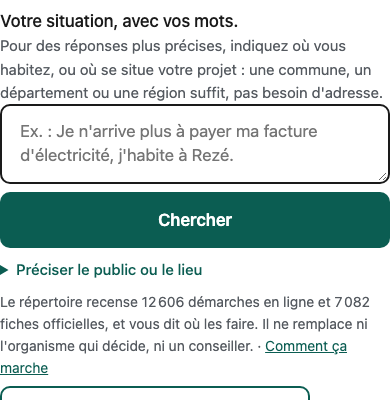 Votre situation, avec vos mots.
Pour des réponses plus précises, indiquez où vous
habitez, ou où se situe votre projet : une commune, un
département ou une région suffit, pas besoin d'adresse.
Ex. : Je n'arrive plus à payer ma facture
d'électricité, j'habite à Rezé.
Chercher
Préciser le public ou le lieu
Le répertoire recense 12 606 démarches en ligne et 7 082
fiches officielles, et vous dit où les faire. Il ne remplace ni
l'organisme qui décide, ni un conseiller. · Comment ça
marche